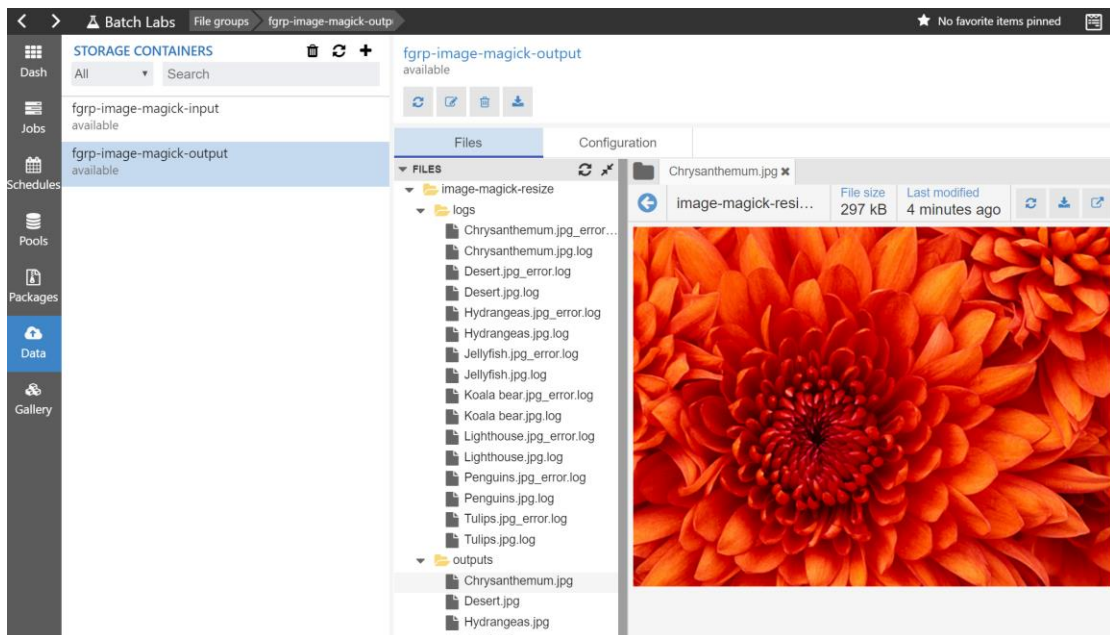 Batch Labs File groups fgrp-image-magick-outp
No favorite items pinned
Dash
Jobs
Schedules
Pools
Packages
Data
Gallery
STORAGE CONTAINERS
All Search
fgrp-image-magick-input
available
fgrp-image-magick-output
available
fgrp-image-magick-output
available
Files Configuration
FILES
image-magick-resize
logs
Chrysanthemum.jpg_error...
Chrysanthemum.jpg.log
Desert.jpg_error.log
Desert.jpg.log
Hydrangeas.jpg_error.log
Hydrangeas.jpg.log
Jellyfish.jpg_error.log
Jellyfish.jpg.log
Koala bear.jpg_error.log
Koala bear.jpg.log
Lighthouse.jpg_error.log
Lighthouse.jpg.log
Penguins.jpg_error.log
Penguins.jpg.log
Tulips.jpg_error.log
Tulips.jpg.log
outputs
Chrysanthemum.jpg
Desert.jpg
Hydrangeas.jpg
Chrysanthemum.jpg
image-magick-resi...
File size
297 kB
Last modified
4 minutes ago